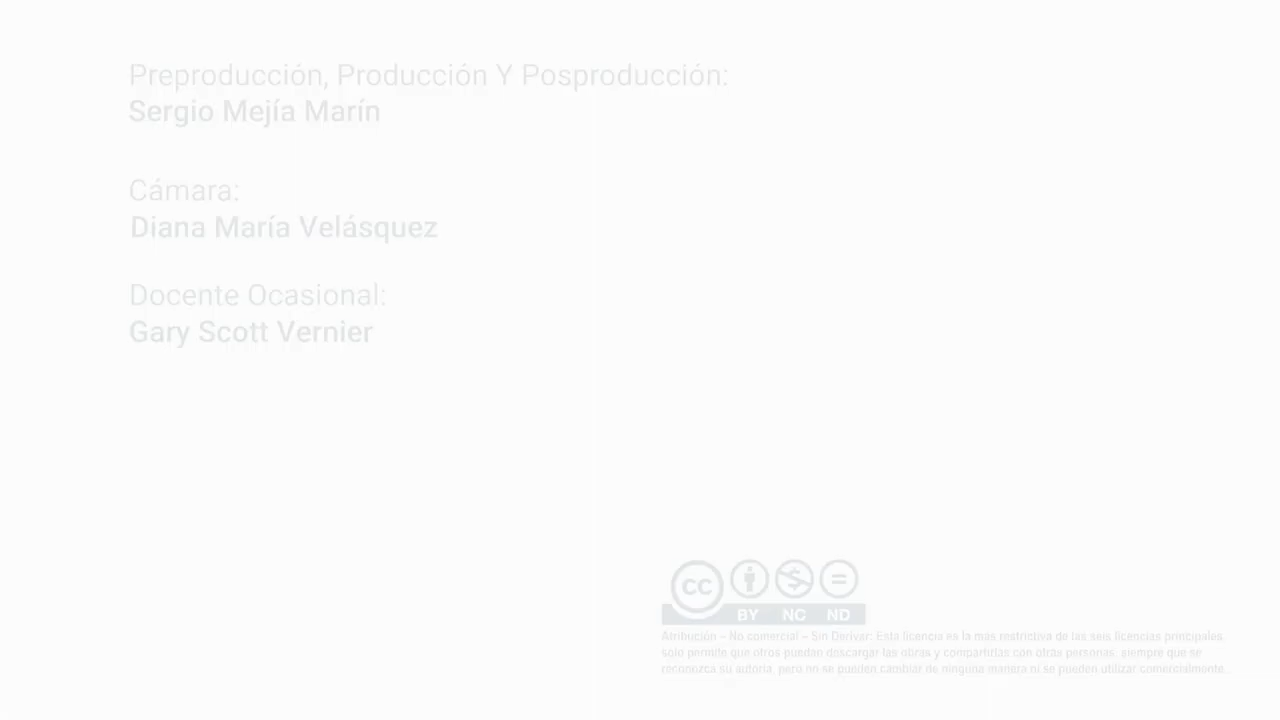 Preproducción, Producción Y Posproducción:
Sergio Mejía Marín
Cámara:
Diana María Velásquez
Docente Ocasional:
Gary Scott Vernier
CC
BY NC ND
Atribución – No comercial – Sin Derivar: Esta licencia es la mas restrictiva de las seis licencias principales
solo permite que otros puedan descargar las obras y compartirlas con otras personas, siempre que se
reconozca su autoria, pero no se pueden cambiar de ninguna manera ni se pueden utilizar comercialmente.